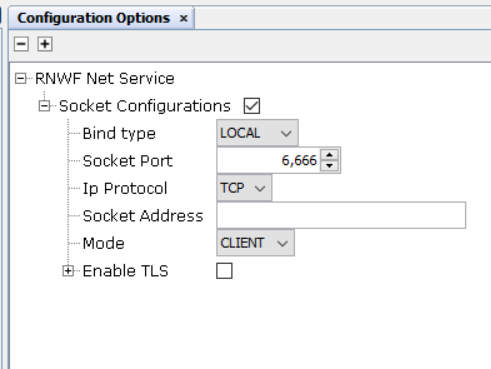 Configuration Options ×
RNWF Net Service
Socket Configurations
Bind type LOCAL
Socket Port 6,666
Ip Protocol TCP
Socket Address
Mode CLIENT
Enable TLS